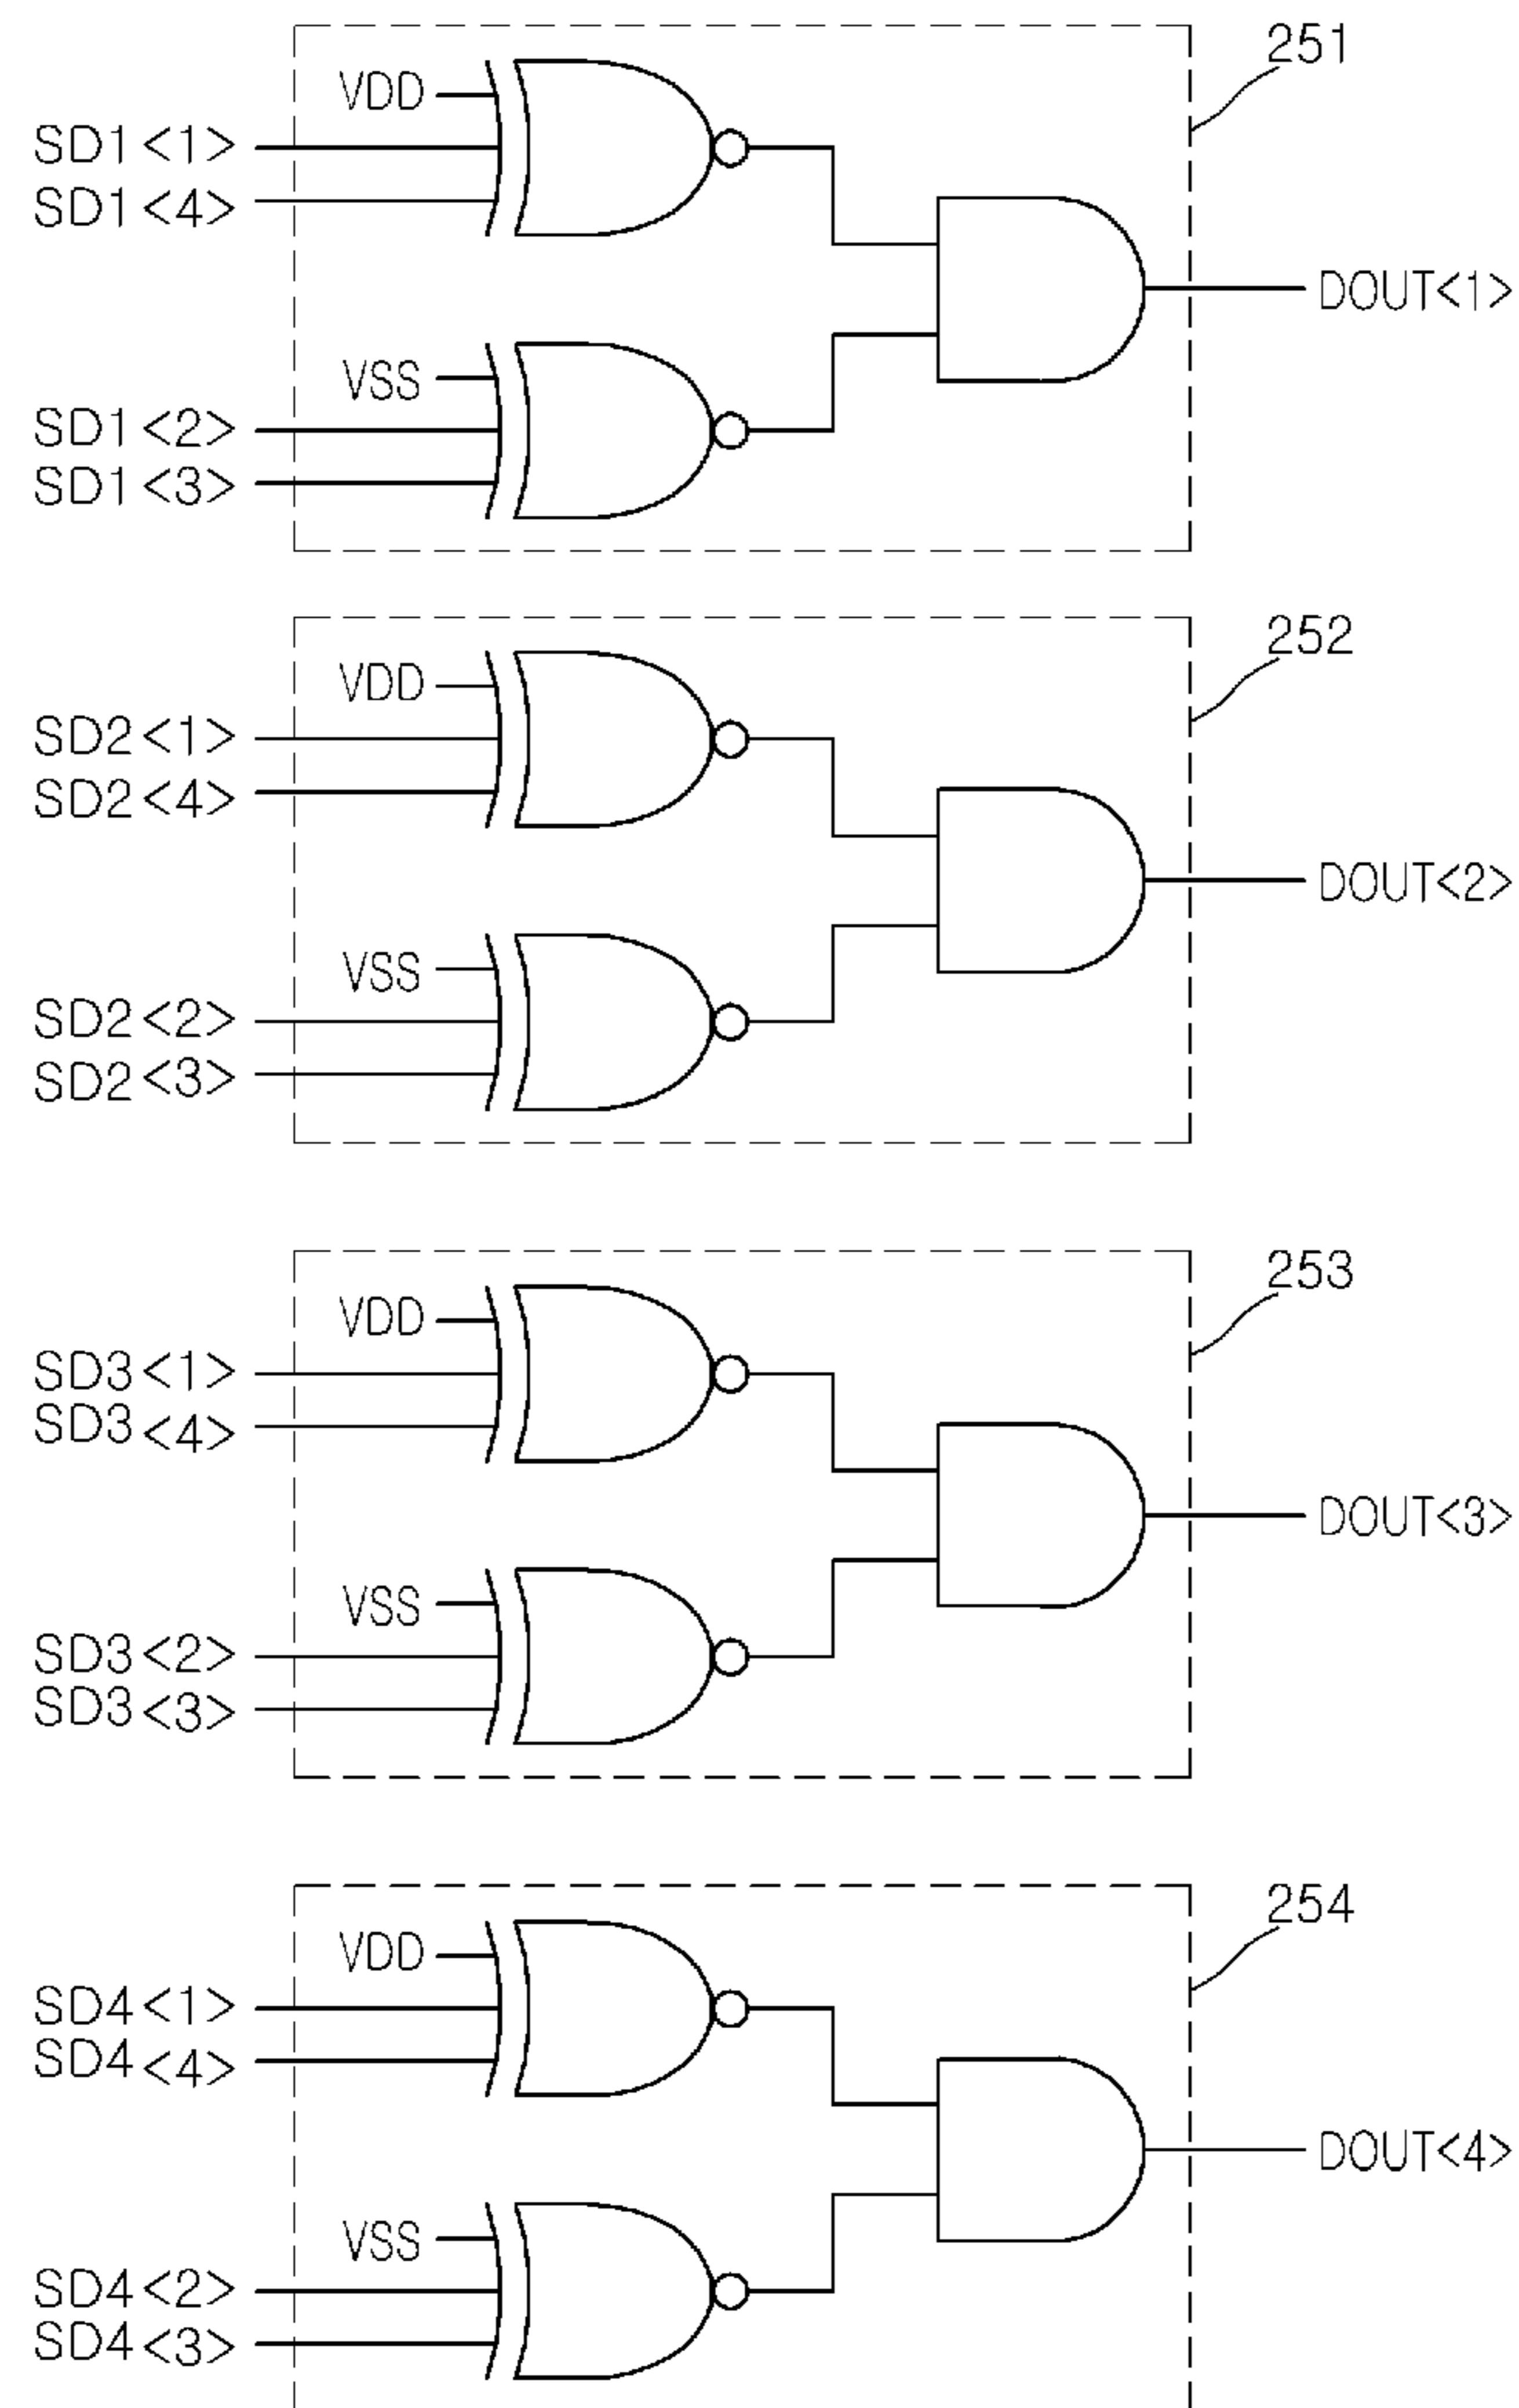 251
VDD
SD1<1>
SD1<4>
DOUT<1>
VSS
SD1<2>
SD1<3>
252
VDD
SD2<1>
SD2<4>
DOUT<2>
VSS
SD2<2>
SD2<3>
253
VDD
SD3<1>
SD3<4>
DOUT<3>
VSS
SD3<2>
SD3<3>
254
VDD
SD4<1>
SD4<4>
DOUT<4>
VSS
SD4<2>
SD4<3>